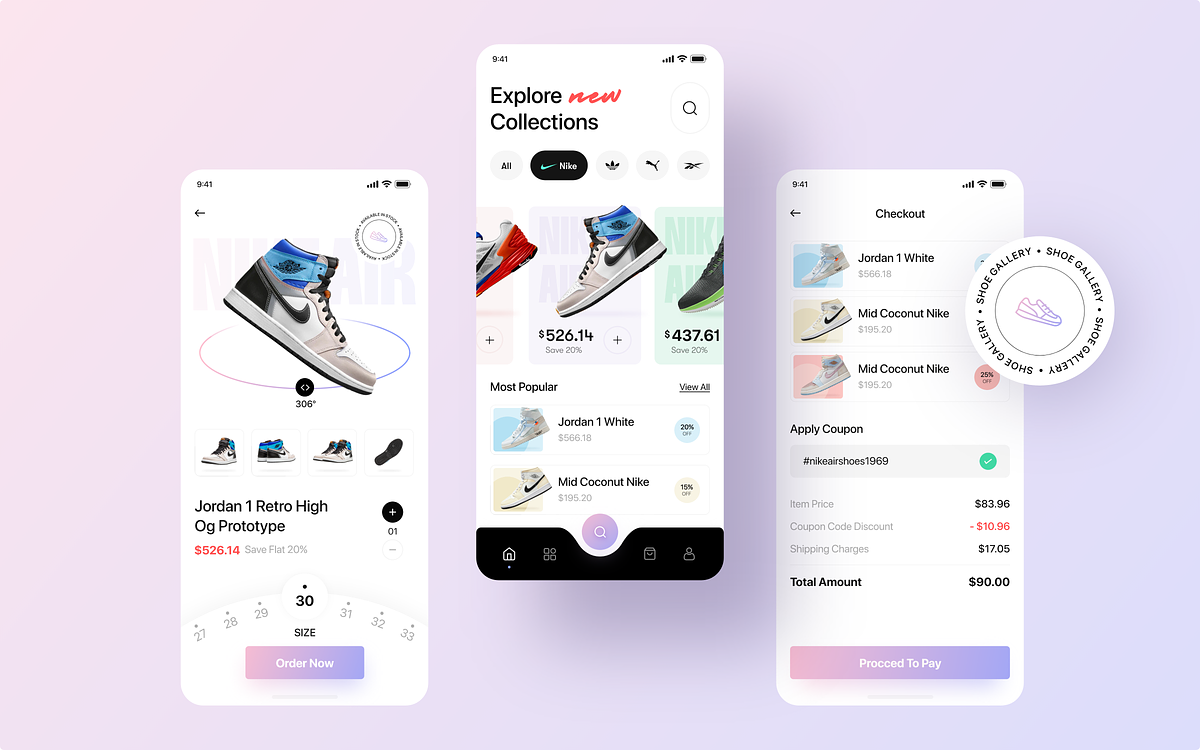 9:41
AVAILABLE IN STOCK • AVAILABLE IN STOCK • AVAILABLE IN STOCK •
NIKE AIR
306°
Jordan 1 Retro High
Og Prototype
$526.14 Save Flat 20%
01
27 28 29 30 31 32 33
SIZE
Order Now
9:41
Explore new
Collections
All
Nike
NIKE
AIR
$526.14
Save 20%
NIKE
AIR
$437.61
Save 20%
Most Popular
View All
Jordan 1 White
$566.18
20%
OFF
Mid Coconut Nike
$195.20
15%
OFF
9:41
Checkout
Jordan 1 White
$566.18
Mid Coconut Nike
$195.20
Mid Coconut Nike
$195.20
25%
OFF
SHOE GALLERY • SHOE GALLERY • SHOE GALLERY • SHOE GALLERY •
Apply Coupon
#nikeairshoes1969
Item Price $83.96
Coupon Code Discount - $10.96
Shipping Charges $17.05
Total Amount $90.00
Procced To Pay